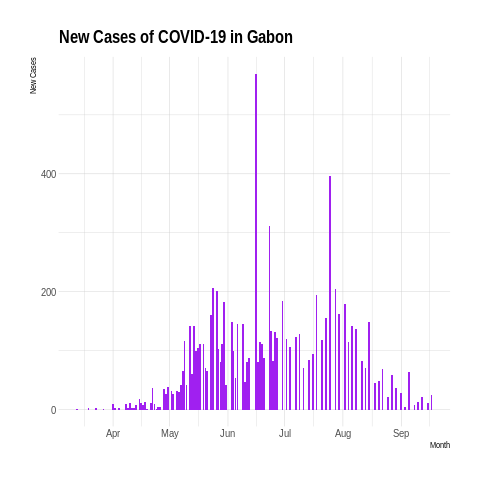 New Cases of COVID-19 in Gabon
New Cases
400
200
0
Apr May Jun Jul Aug Sep
Month